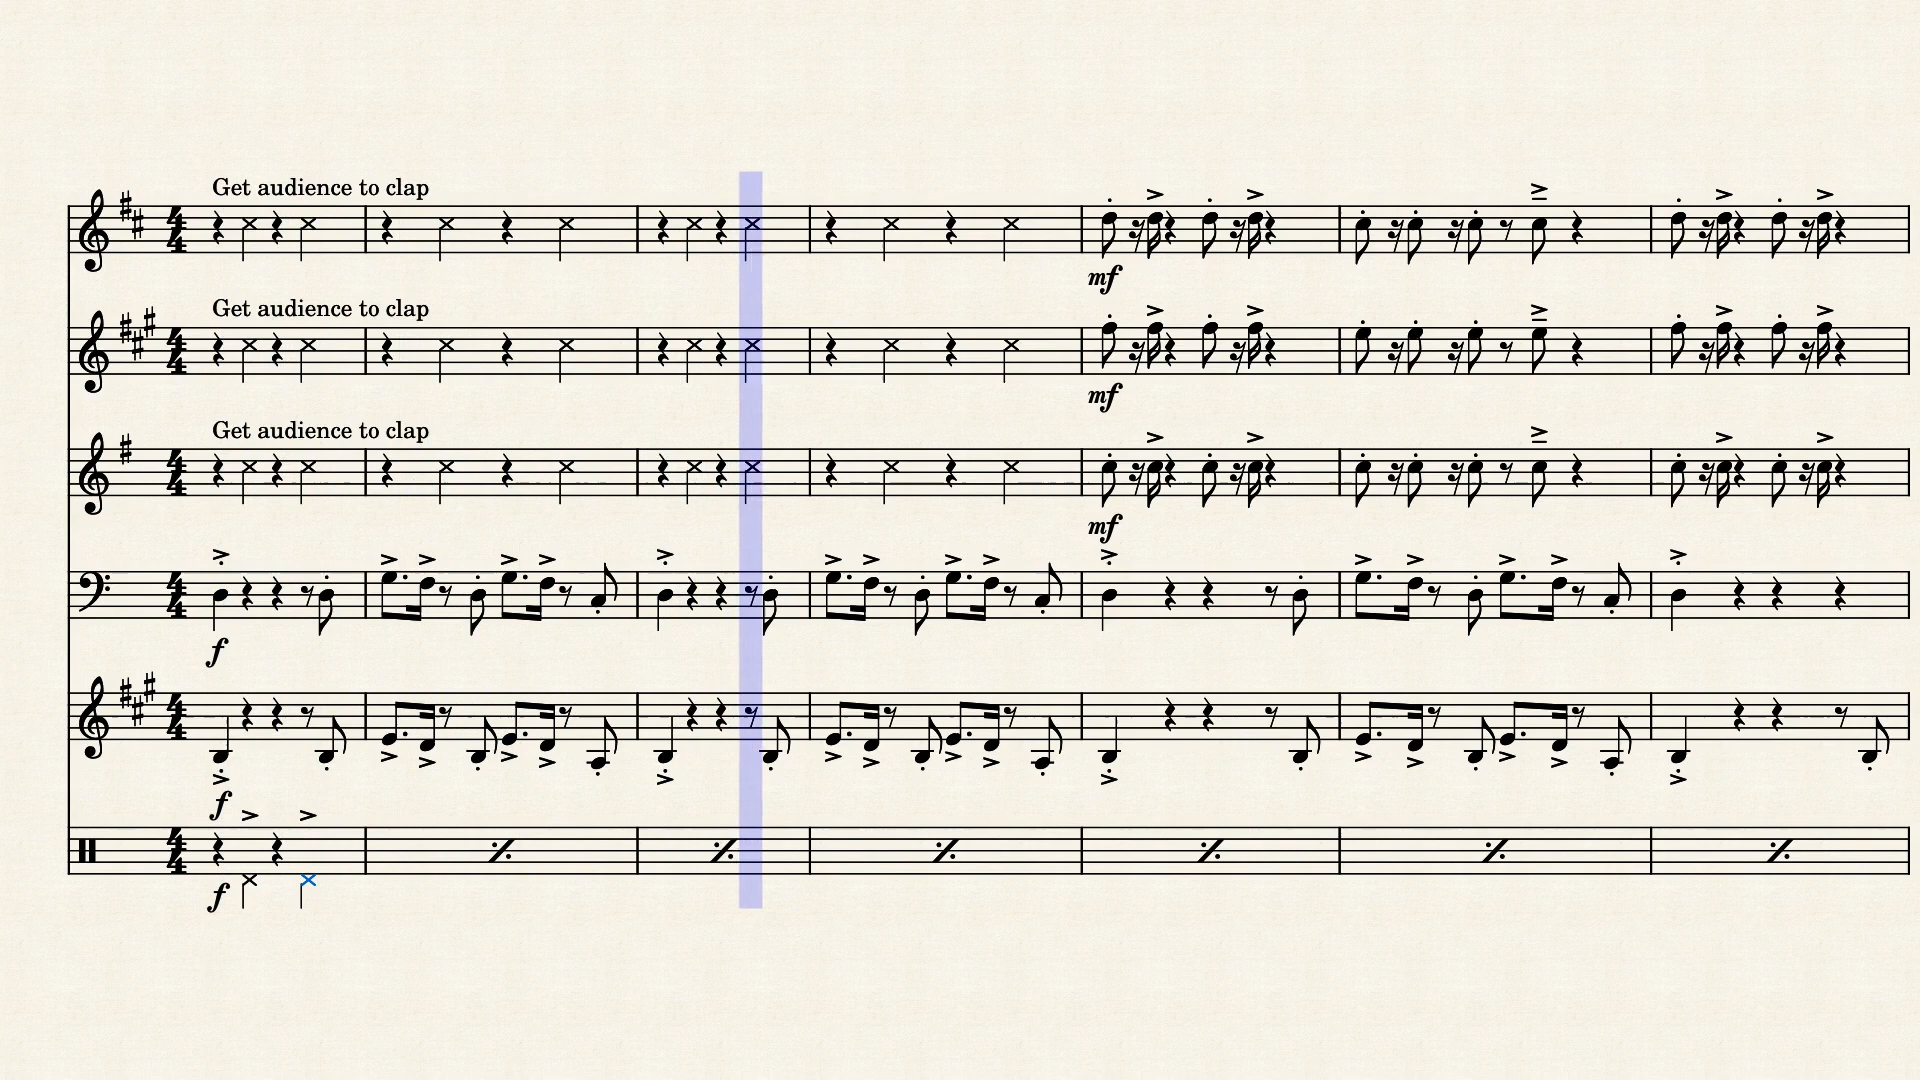 Get audience to clap
Get audience to clap
mf
Get audience to clap
mf
mf
f
f
f